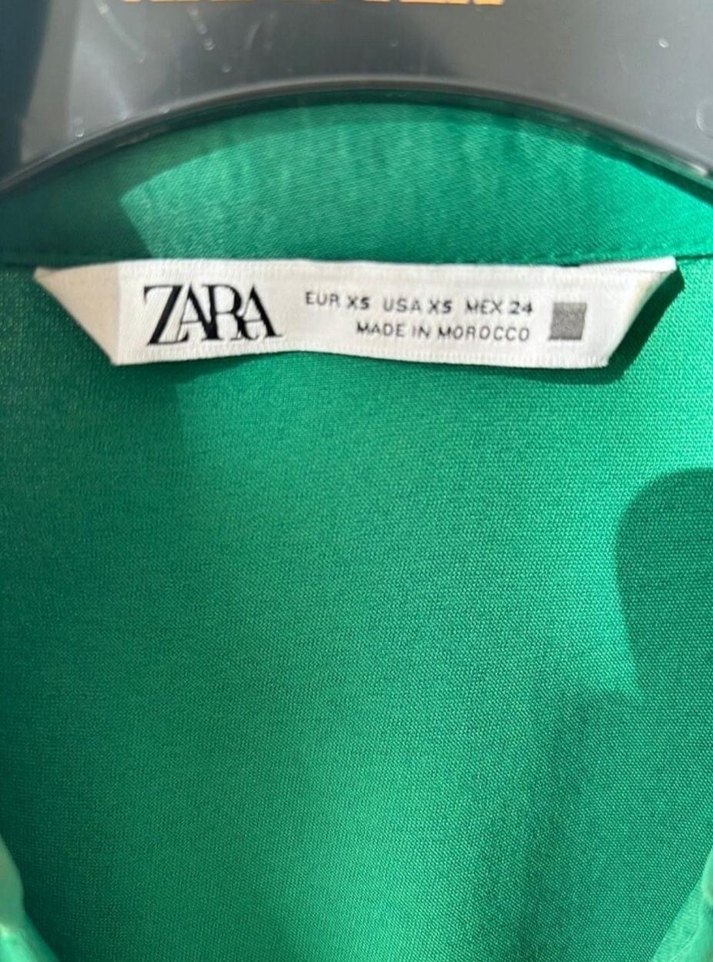 ZARA
EUR XS USA XS MEX 24
MADE IN MOROCCO